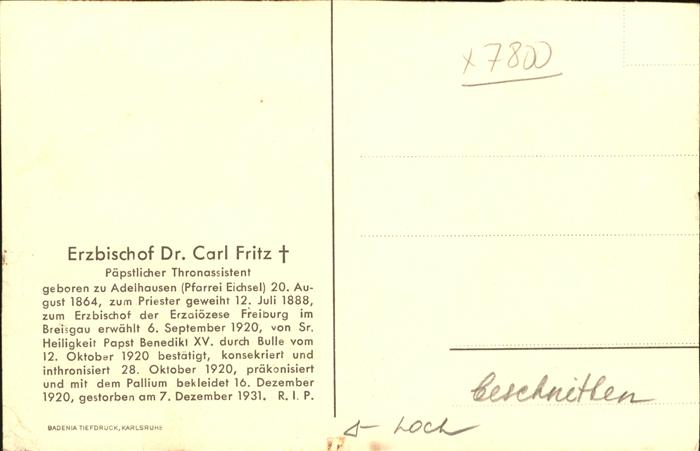 Erzbischof Dr. Carl Fritz †
Päpstlicher Thronassistent
geboren zu Adelhausen (Pfarrei Eichsel) 20. Au-
gust 1864, zum Priester geweiht 12. Juli 1888,
zum Erzbischof der Erzdiözese Freiburg im
Breisgau erwählt 6. September 1920, von Sr.
Heiligkeit Papst Benedikt XV. durch Bulle vom
12. Oktober 1920 bestätigt, konsekriert und
inthronisiert 28. Oktober 1920, präkonisiert
und mit dem Pallium bekleidet 16. Dezember
1920, gestorben am 7. Dezember 1931. R. I. P.
BADENIA TIEFDRUCK, KARLSRUHE
x 7800
beschnitten
Loch